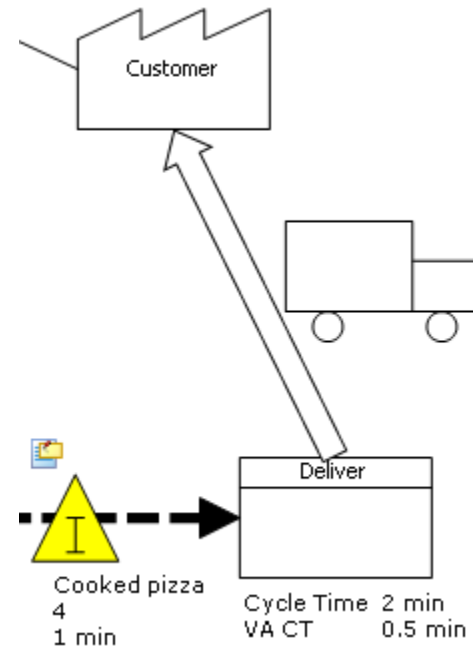 Customer
Deliver
I
Cooked pizza
4
1 min
Cycle Time 2 min
VA CT 0.5 min